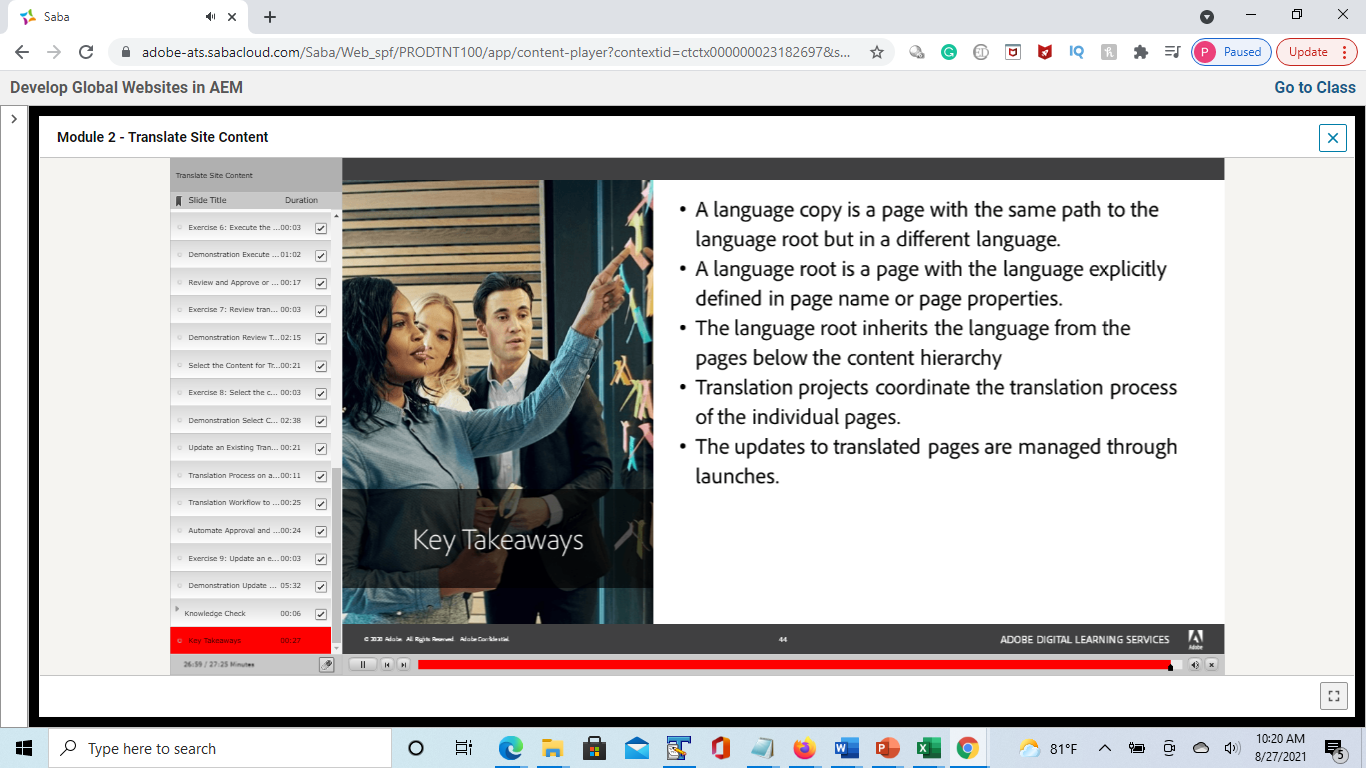 Saba
adobe-ats.sabacloud.com/Saba/Web_spf/PRODTNT100/app/content-player?contextid=ctctx000000023182697&s...
P Paused
Update
Develop Global Websites in AEM
Go to Class
Module 2 - Translate Site Content
Translate Site Content
Slide Title Duration
Exercise 6: Execute the ... 00:03
Demonstration Execute ... 01:02
Review and Approve or ... 00:17
Exercise 7: Review tran... 00:03
Demonstration Review T... 02:15
Select the Content for Tr... 00:21
Exercise 8: Select the c... 00:03
Demonstration Select C... 02:38
Update an Existing Tran... 00:21
Translation Process on a... 00:11
Translation Workflow to ... 00:25
Automate Approval and ... 00:24
Exercise 9: Update an e... 00:03
Demonstration Update ... 05:32
Knowledge Check 00:06
Key Takeaways 00:27
26:59 / 27:25 Minutes
Key Takeaways
• A language copy is a page with the same path to the
language root but in a different language.
• A language root is a page with the language explicitly
defined in page name or page properties.
• The language root inherits the language from the
pages below the content hierarchy
• Translation projects coordinate the translation process
of the individual pages.
• The updates to translated pages are managed through
launches.
© 2020 Adobe. All Rights Reserved. Adobe Confidential.
44
ADOBE DIGITAL LEARNING SERVICES
Adobe
Type here to search
81°F
10:20 AM
8/27/2021
5